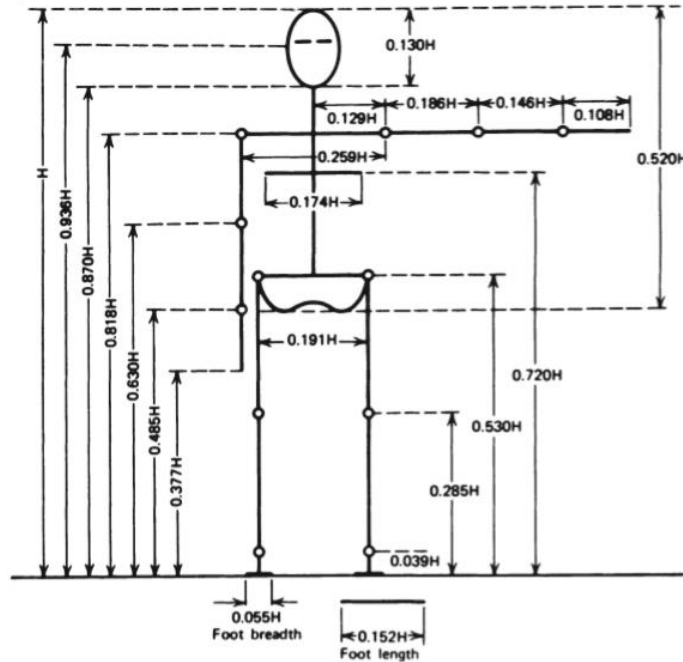 0.130H
0.186H
0.146H
0.129H
0.108H
0.259H
0.520H
0.174H
H
0.936H
0.870H
0.818H
0.630H
0.485H
0.377H
0.191H
0.720H
0.530H
0.285H
0.039H
0.055H
Foot breadth
0.152H
Foot length